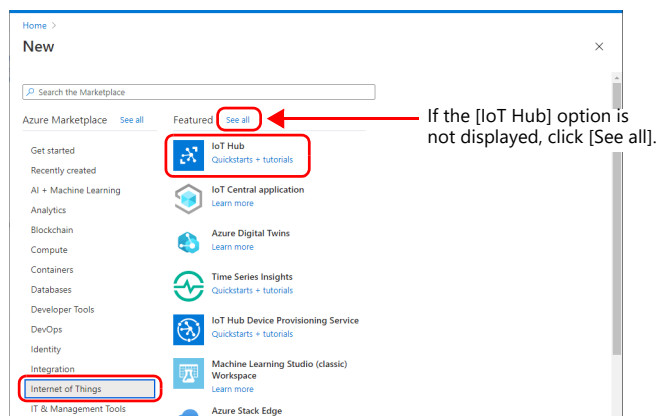 Home >
New
Search the Marketplace
Azure Marketplace See all
Featured See all
If the [IoT Hub] option is
not displayed, click [See all].
Get started
Recently created
AI + Machine Learning
Analytics
Blockchain
Compute
Containers
Databases
Developer Tools
DevOps
Identity
Integration
Internet of Things
IT & Management Tools
IoT Hub
Quickstarts + tutorials
IoT Central application
Learn more
Azure Digital Twins
Learn more
Time Series Insights
Quickstarts + tutorials
IoT Hub Device Provisioning Service
Quickstarts + tutorials
Machine Learning Studio (classic)
Workspace
Learn more
Azure Stack Edge